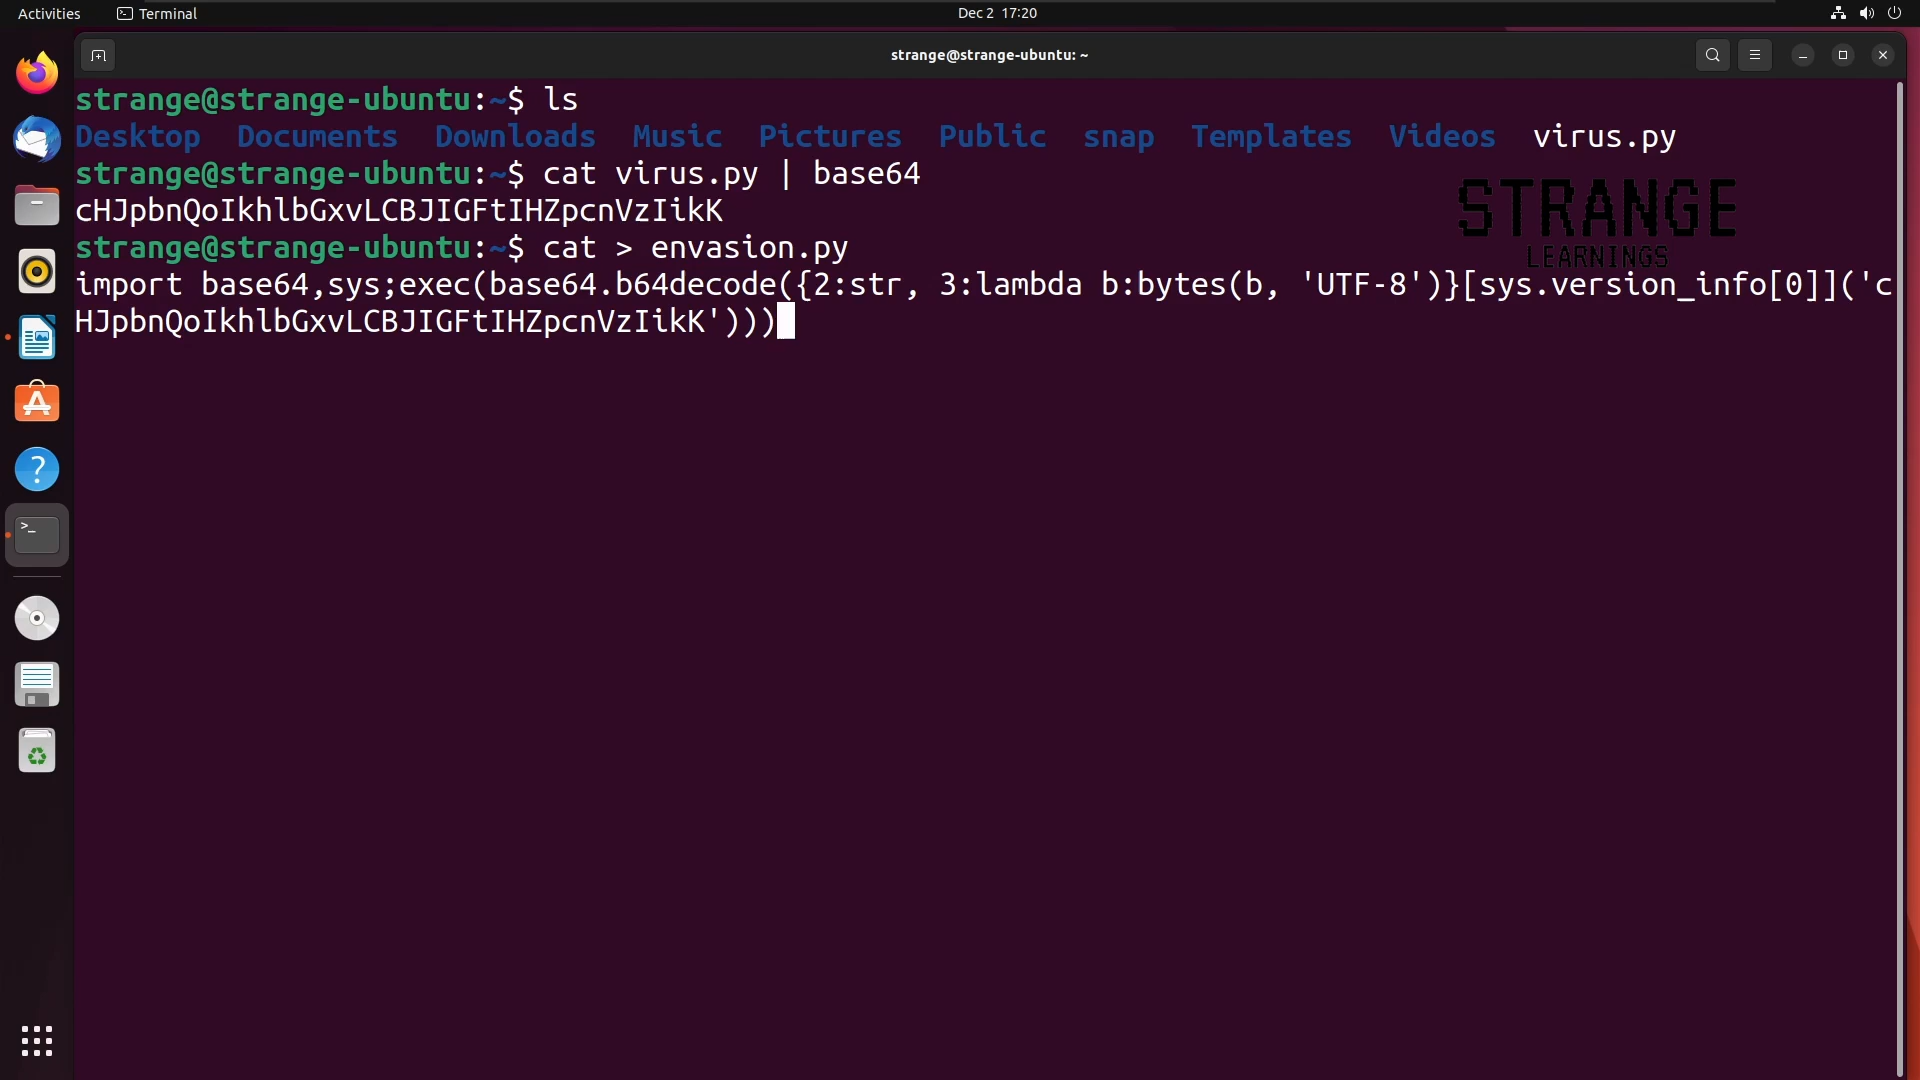 Activities Terminal Dec 2 17:20
strange@strange-ubuntu: ~
strange@strange-ubuntu:~$ ls
Desktop Documents Downloads Music Pictures Public snap Templates Videos virus.py
strange@strange-ubuntu:~$ cat virus.py | base64
cHJpbnQoIkhlbGxvLCBJIGFtIHZpcnVzIikK
STRANGE
LEARNINGS
strange@strange-ubuntu:~$ cat > envasion.py
import base64,sys;exec(base64.b64decode({2:str, 3:lambda b:bytes(b, 'UTF-8')}[sys.version_info[0]]('c
HJpbnQoIkhlbGxvLCBJIGFtIHZpcnVzIikK')))